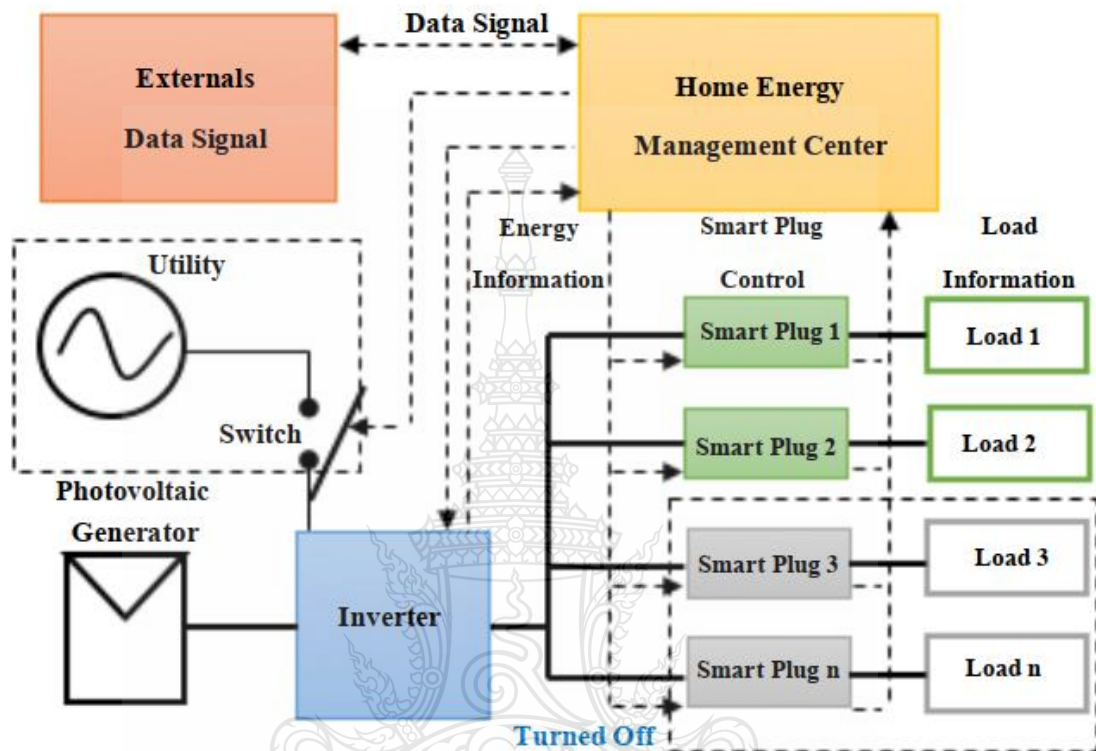 Data Signal
Externals
Data Signal
Home Energy
Management Center
Energy
Information
Smart Plug
Control
Load
Information
Utility
Switch
Smart Plug 1
Load 1
Smart Plug 2
Load 2
Photovoltaic
Generator
Smart Plug 3
Load 3
Inverter
Smart Plug n
Load n
Turned Off